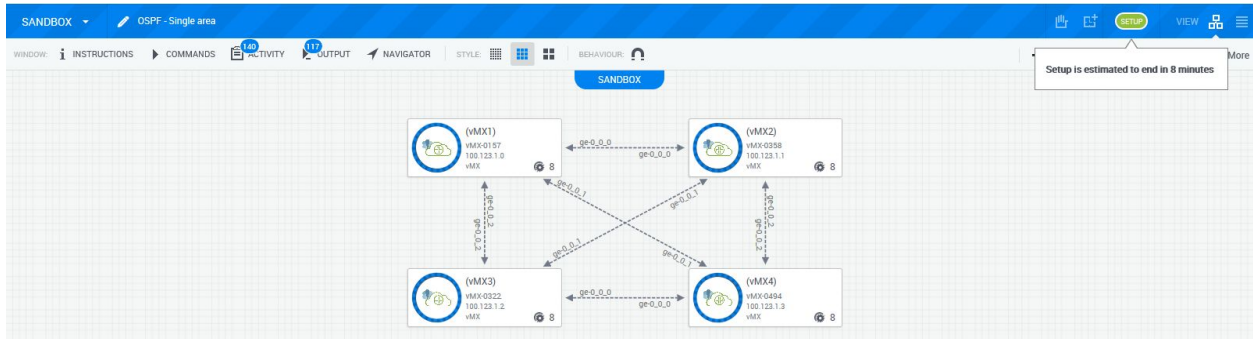 SANDBOX OSPF - Single area SETUP VIEW
WINDOW: INSTRUCTIONS COMMANDS 140 ACTIVITY 117 OUTPUT NAVIGATOR STYLE: BEHAVIOUR: More
Setup is estimated to end in 8 minutes
SANDBOX
(vMX1)
vMX-0157
100.123.1.0
vMX
8
ge-0_0_0
ge-0_0_0
(vMX2)
vMX-0358
100.123.1.1
vMX
8
ge-0_0_1
ge-0_0_1
ge-0_0_2
ge-0_0_2
ge-0_0_2
ge-0_0_2
ge-0_0_1
ge-0_0_1
(vMX3)
vMX-0322
100.123.1.2
vMX
8
ge-0_0_0
ge-0_0_0
(vMX4)
vMX-0494
100.123.1.3
vMX
8